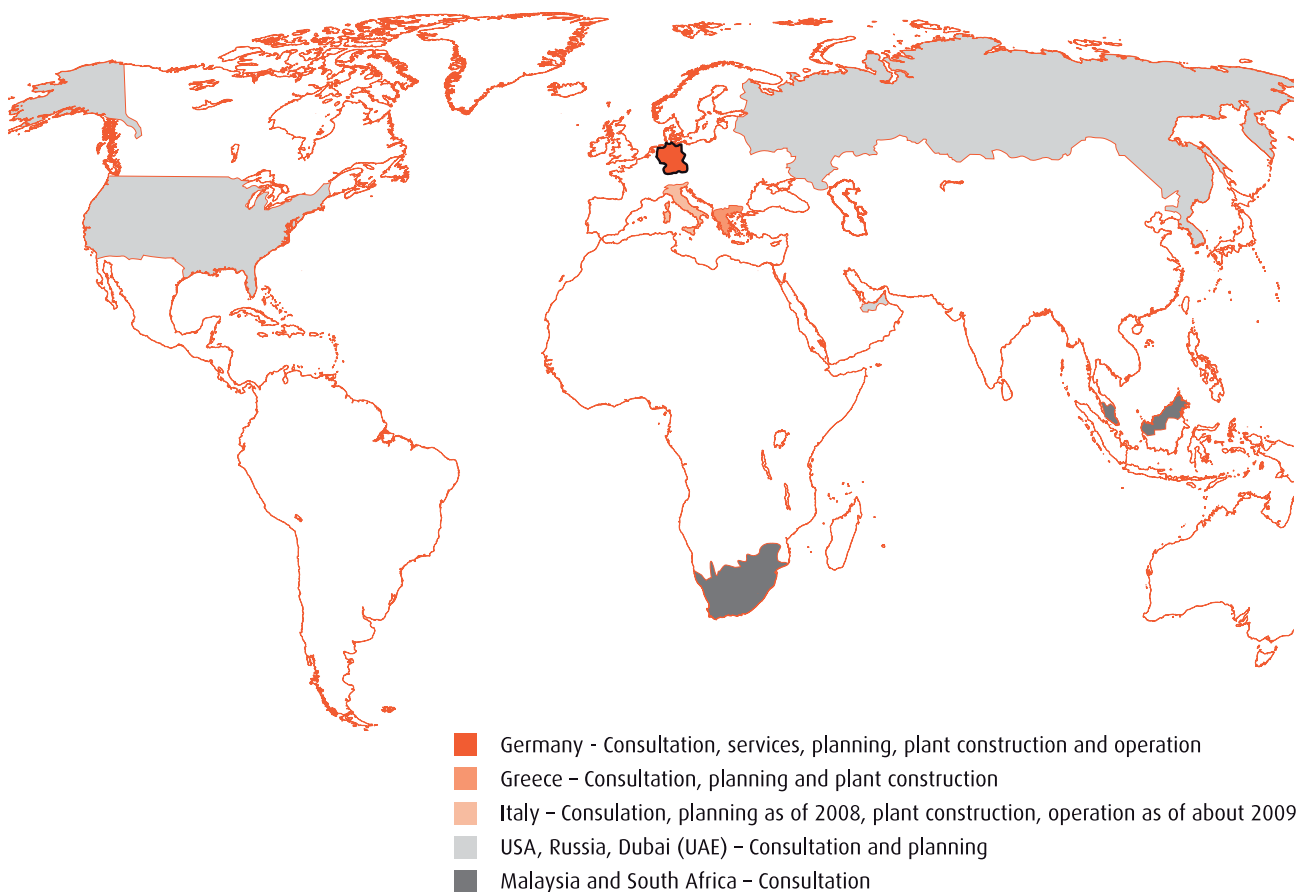 Germany - Consultation, services, planning, plant construction and operation
Greece – Consultation, planning and plant construction
Italy – Consulation, planning as of 2008, plant construction, operation as of about 2009
USA, Russia, Dubai (UAE) – Consultation and planning
Malaysia and South Africa – Consultation